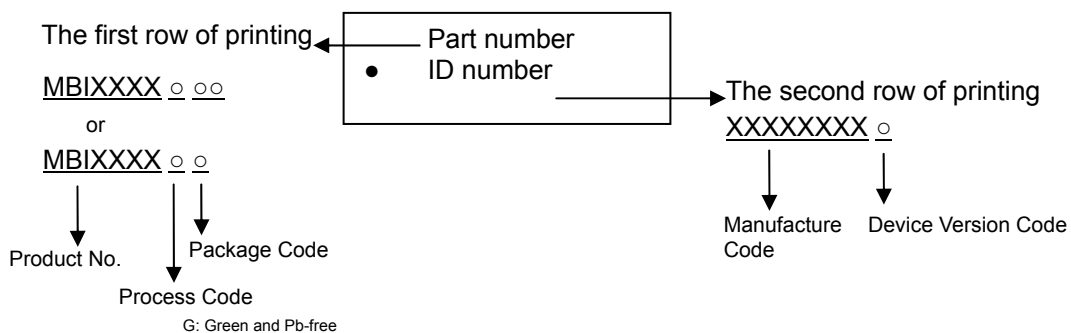 The first row of printing
MBIXXXX ○ ○○
or
MBIXXXX ○ ○
Product No.
Package Code
Process Code
G: Green and Pb-free
Part number
● ID number
The second row of printing
XXXXXXXX ○
Manufacture
Code
Device Version Code